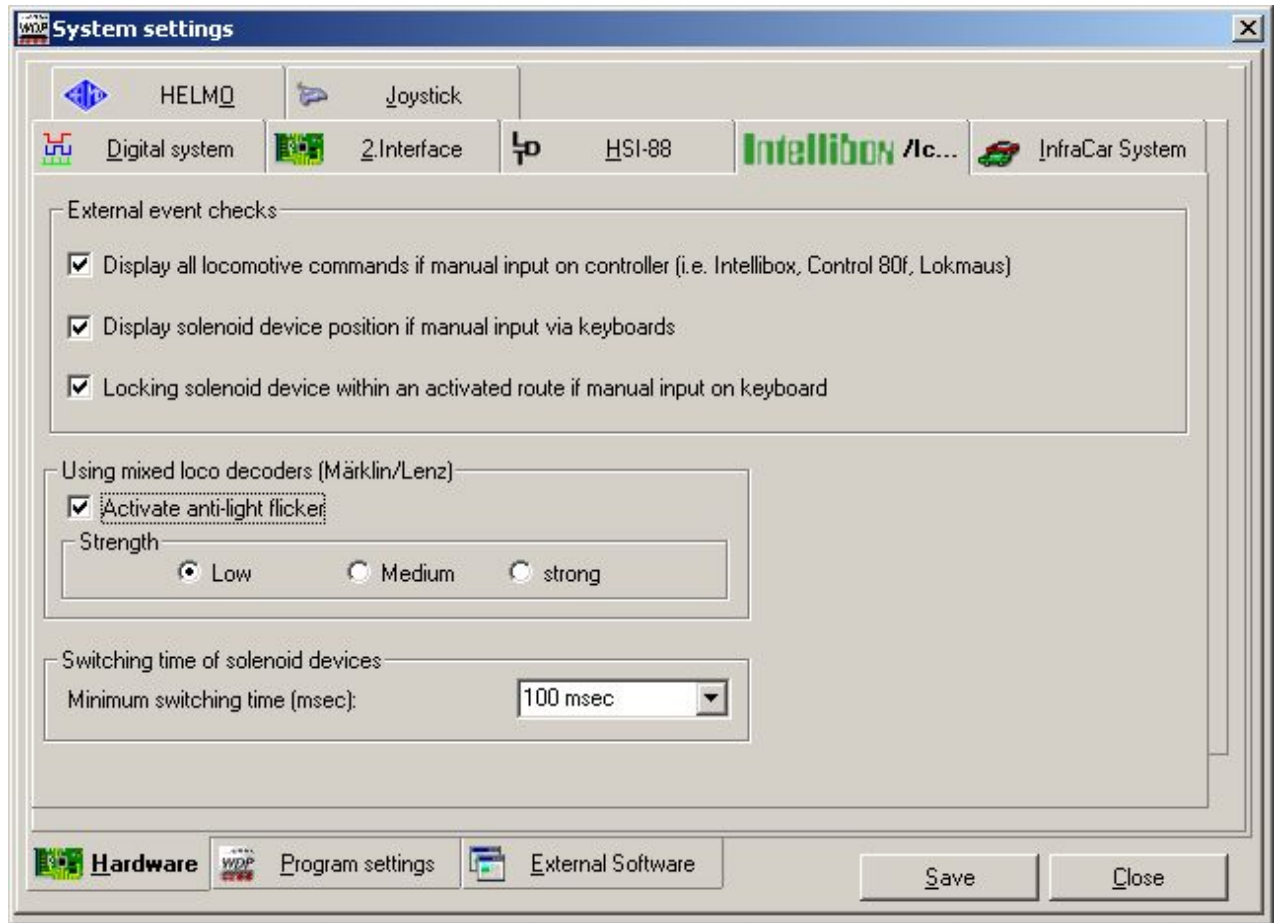 System settings
HELMO
Joystick
Digital system
2.Interface
HSI-88
Intellibox /Ic...
InfraCar System
External event checks
Display all locomotive commands if manual input on controller (i.e. Intellibox, Control 80f, Lokmaus)
Display solenoid device position if manual input via keyboards
Locking solenoid device within an activated route if manual input on keyboard
Using mixed loco decoders (Märklin/Lenz)
Activate anti-light flicker
Strength
Low
Medium
strong
Switching time of solenoid devices
Minimum switching time (msec):
100 msec
Hardware
WDP
Program settings
External Software
Save
Close